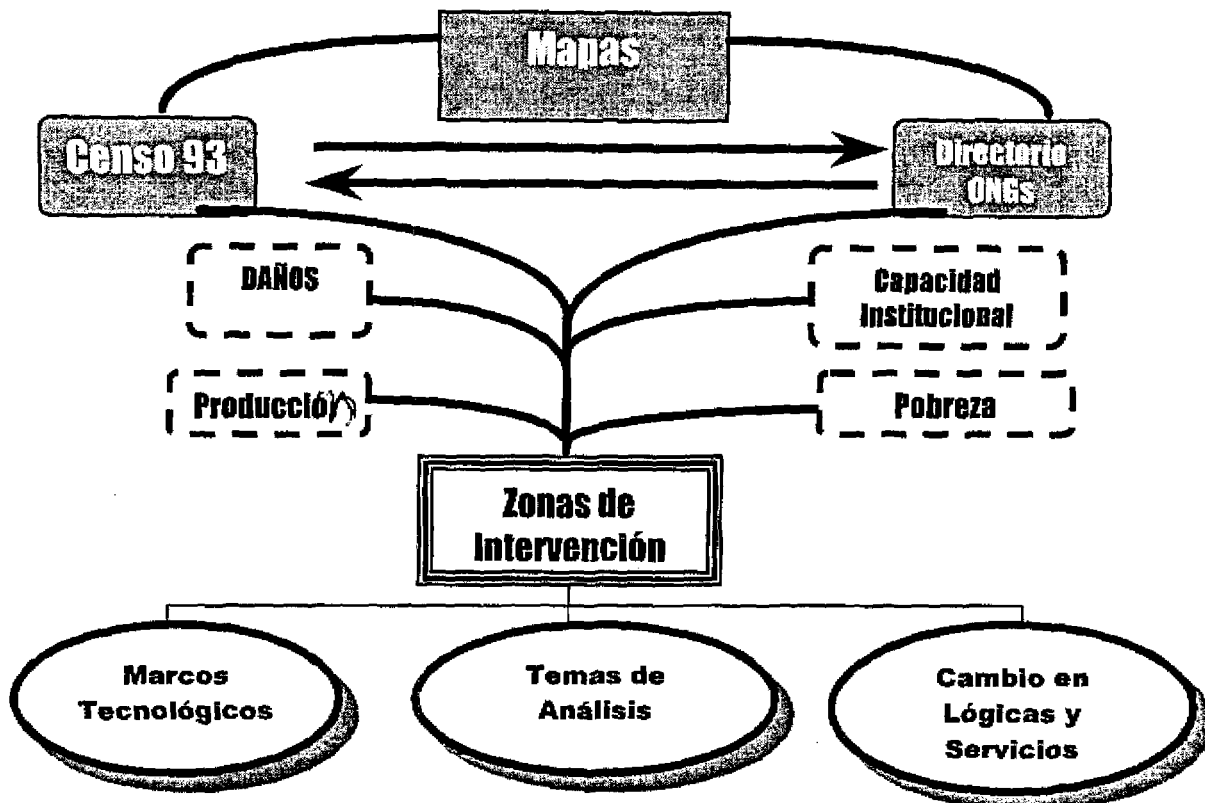 Mapas
Censo 93
Directorio
ONGs
DAÑOS
Capacidad
Institucional
Producción
Pobreza
Zonas de
Intervención
Marcos
Tecnológicos
Temas de
Análisis
Cambio en
Lógicas y
Servicios